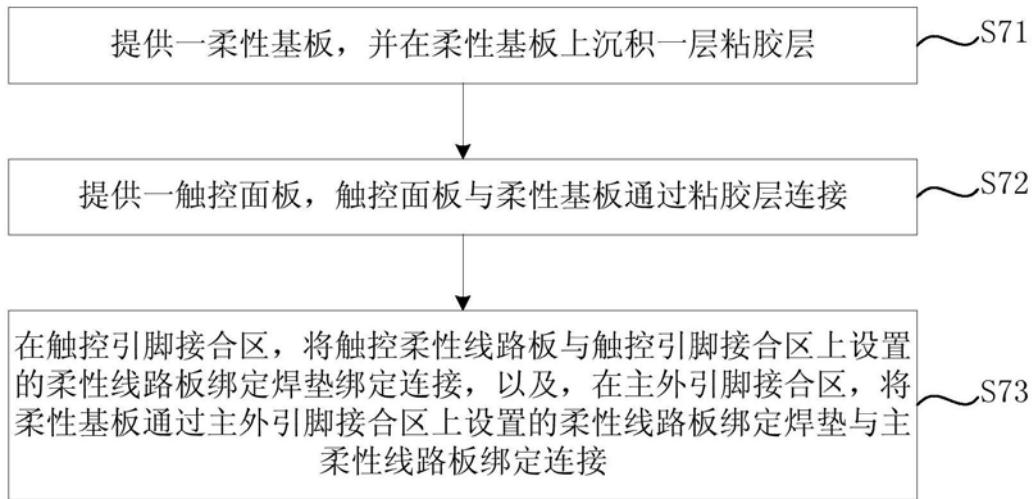 提供一柔性基板，并在柔性基板上沉积一层粘胶层
S71
提供一触控面板，触控面板与柔性基板通过粘胶层连接
S72
在触控引脚接合区，将触控柔性线路板与触控引脚接合区上设置
的柔性线路板绑定焊垫绑定连接，以及，在主外引脚接合区，将
柔性基板通过主外引脚接合区上设置的柔性线路板绑定焊垫与主
柔性线路板绑定连接
S73